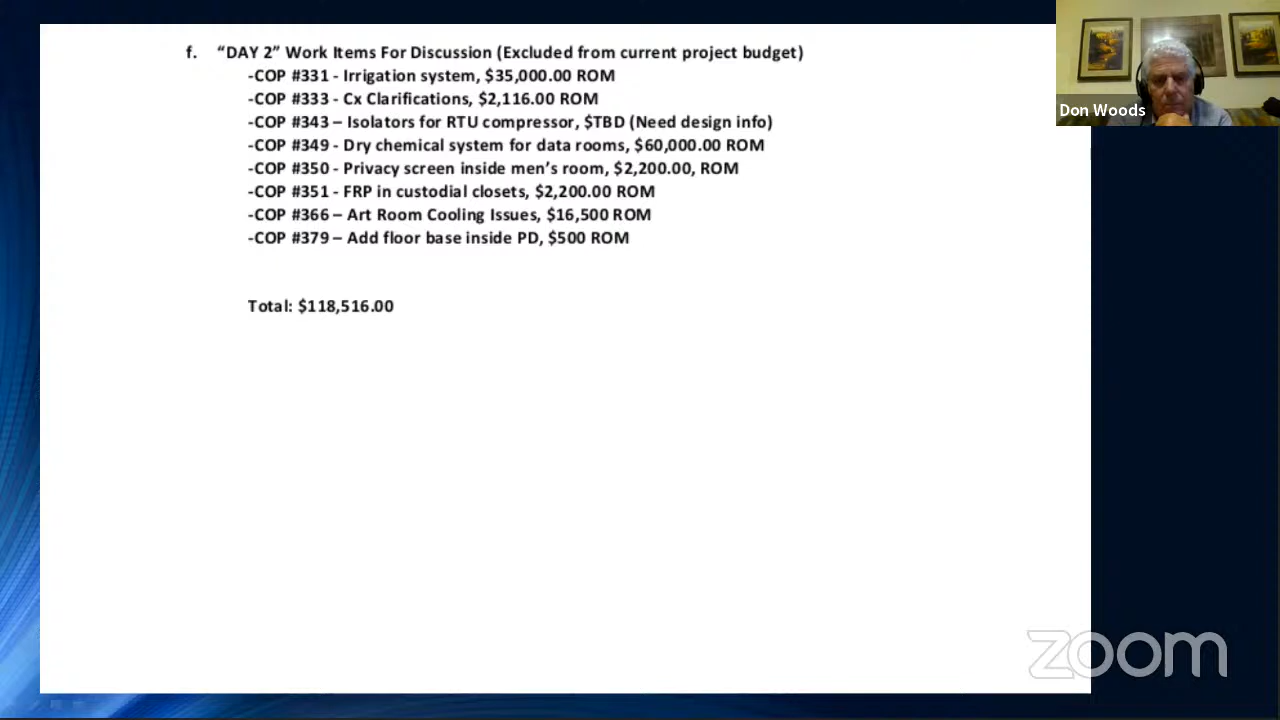 f. “DAY 2” Work Items For Discussion (Excluded from current project budget)
-COP #331 - Irrigation system, $35,000.00 ROM
-COP #333 - Cx Clarifications, $2,116.00 ROM
-COP #343 – Isolators for RTU compressor, $TBD (Need design info)
-COP #349 - Dry chemical system for data rooms, $60,000.00 ROM
-COP #350 - Privacy screen inside men’s room, $2,200.00, ROM
-COP #351 - FRP in custodial closets, $2,200.00 ROM
-COP #366 – Art Room Cooling Issues, $16,500 ROM
-COP #379 – Add floor base inside PD, $500 ROM
Total: $118,516.00
Don Woods
zoom